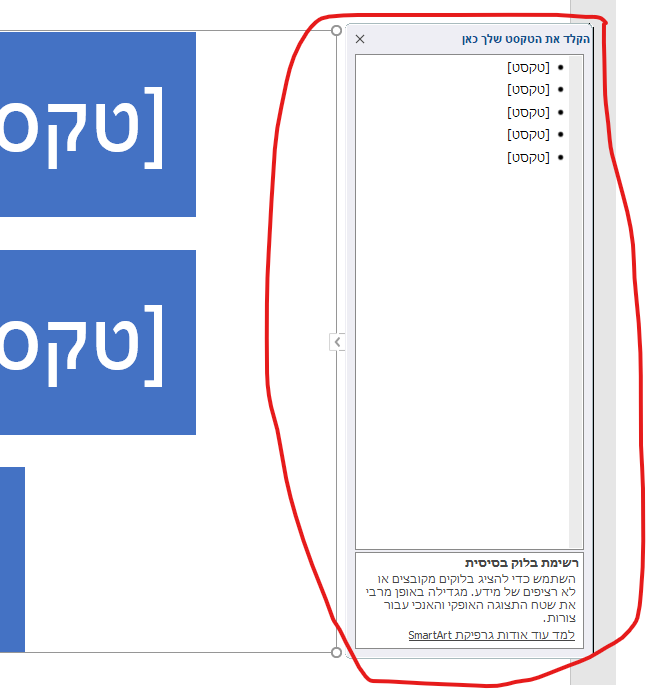 הקלד את הטקסט שלך כאן
[טקסט]
[טקסט]
[טקסט]
[טקסט]
[טקסט]
רשימת בלוק בסיסית
השתמש כדי להציג בלוקים מקובצים או
לא רציפים של מידע. מגדילה באופן מרבי
את שטח התצוגה האופקי והאנכי עבור
צורות.
למד עוד אודות גרפיקת SmartArt
[טקס
[טקס